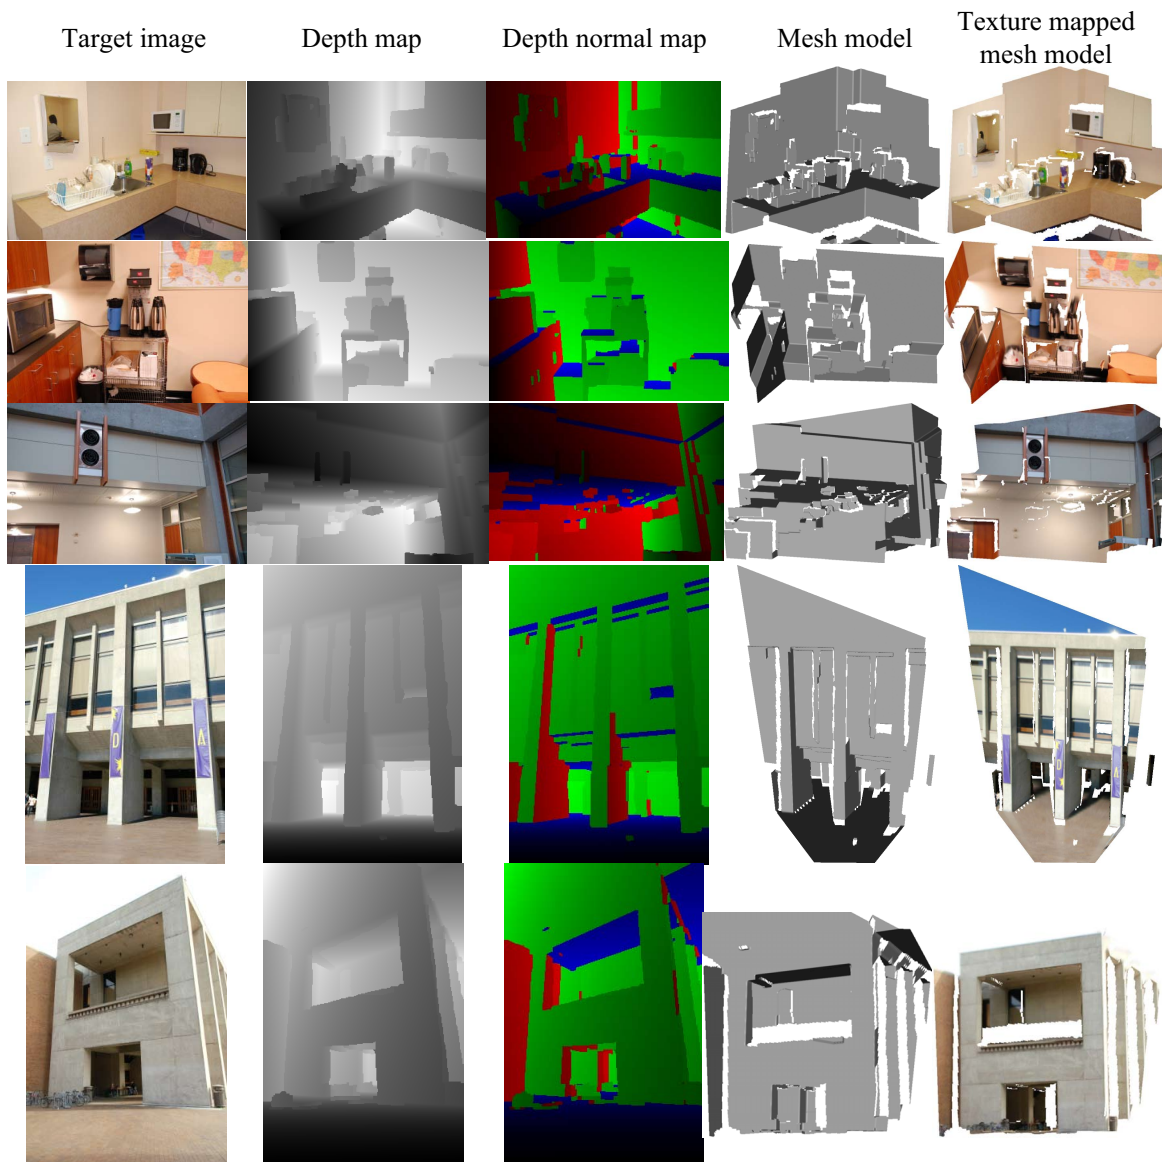 Target image
Depth map
Depth normal map
Mesh model
Texture mapped
mesh model
D
A